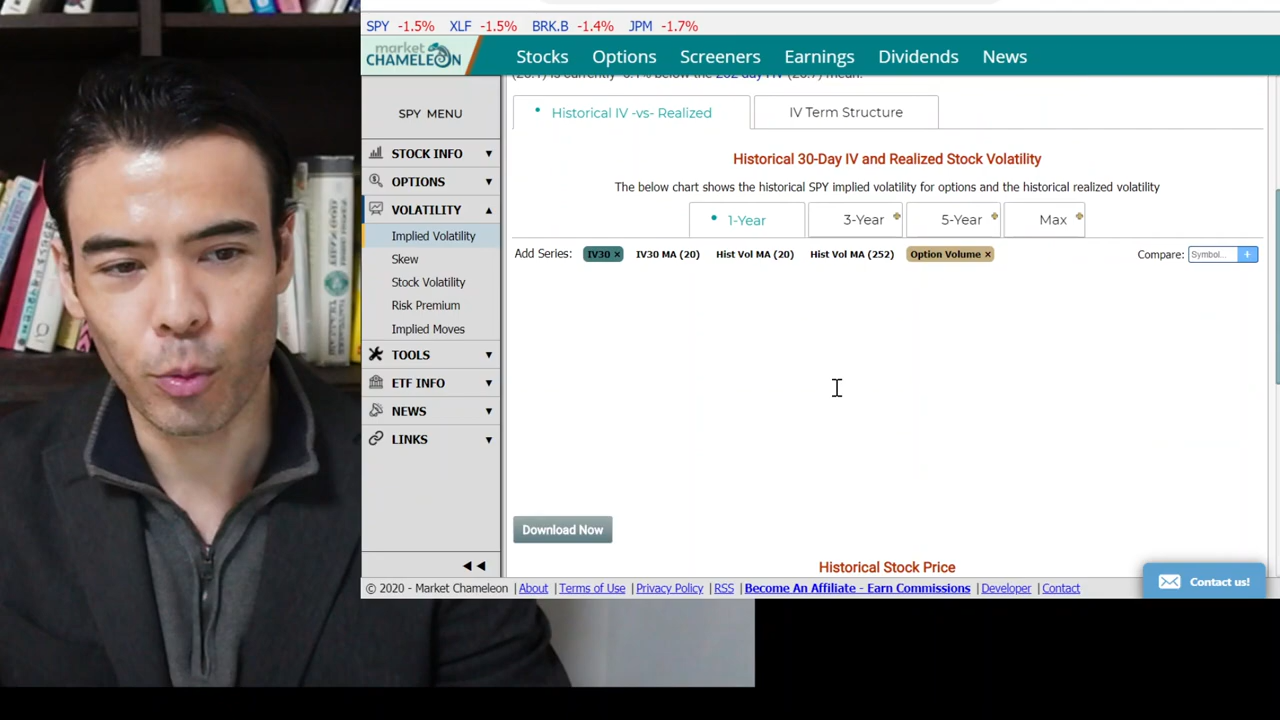 SPY -1.5% XLF -1.5% BRK.B -1.4% JPM -1.7%
market CHAMELEON
Stocks Options Screeners Earnings Dividends News
SPY MENU
STOCK INFO
OPTIONS
VOLATILITY
Implied Volatility
Skew
Stock Volatility
Risk Premium
Implied Moves
TOOLS
ETF INFO
NEWS
LINKS
Historical IV -vs- Realized IV Term Structure
Historical 30-Day IV and Realized Stock Volatility
The below chart shows the historical SPY implied volatility for options and the historical realized volatility
1-Year 3-Year 5-Year Max
Add Series: IV30 × IV30 MA (20) Hist Vol MA (20) Hist Vol MA (252) Option Volume × Compare: Symbol... +
Download Now
Historical Stock Price
Contact us!
© 2020 - Market Chameleon |About |Terms of Use |Privacy Policy |RSS |Become An Affiliate - Earn Commissions |Developer |Contact